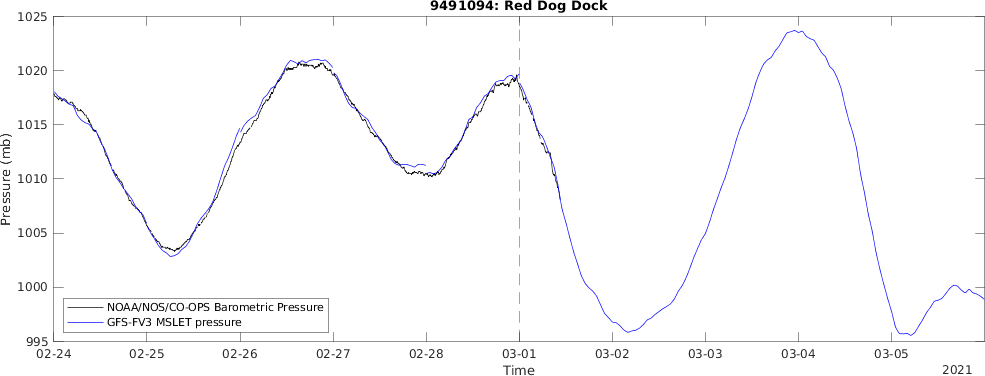 9491094: Red Dog Dock
1025
1020
1015
1010
1005
1000
995
Pressure (mb)
NOAA/NOS/CO-OPS Barometric Pressure
GFS-FV3 MSLET pressure
02-24 02-25 02-26 02-27 02-28 03-01 03-02 03-03 03-04 03-05
Time
2021